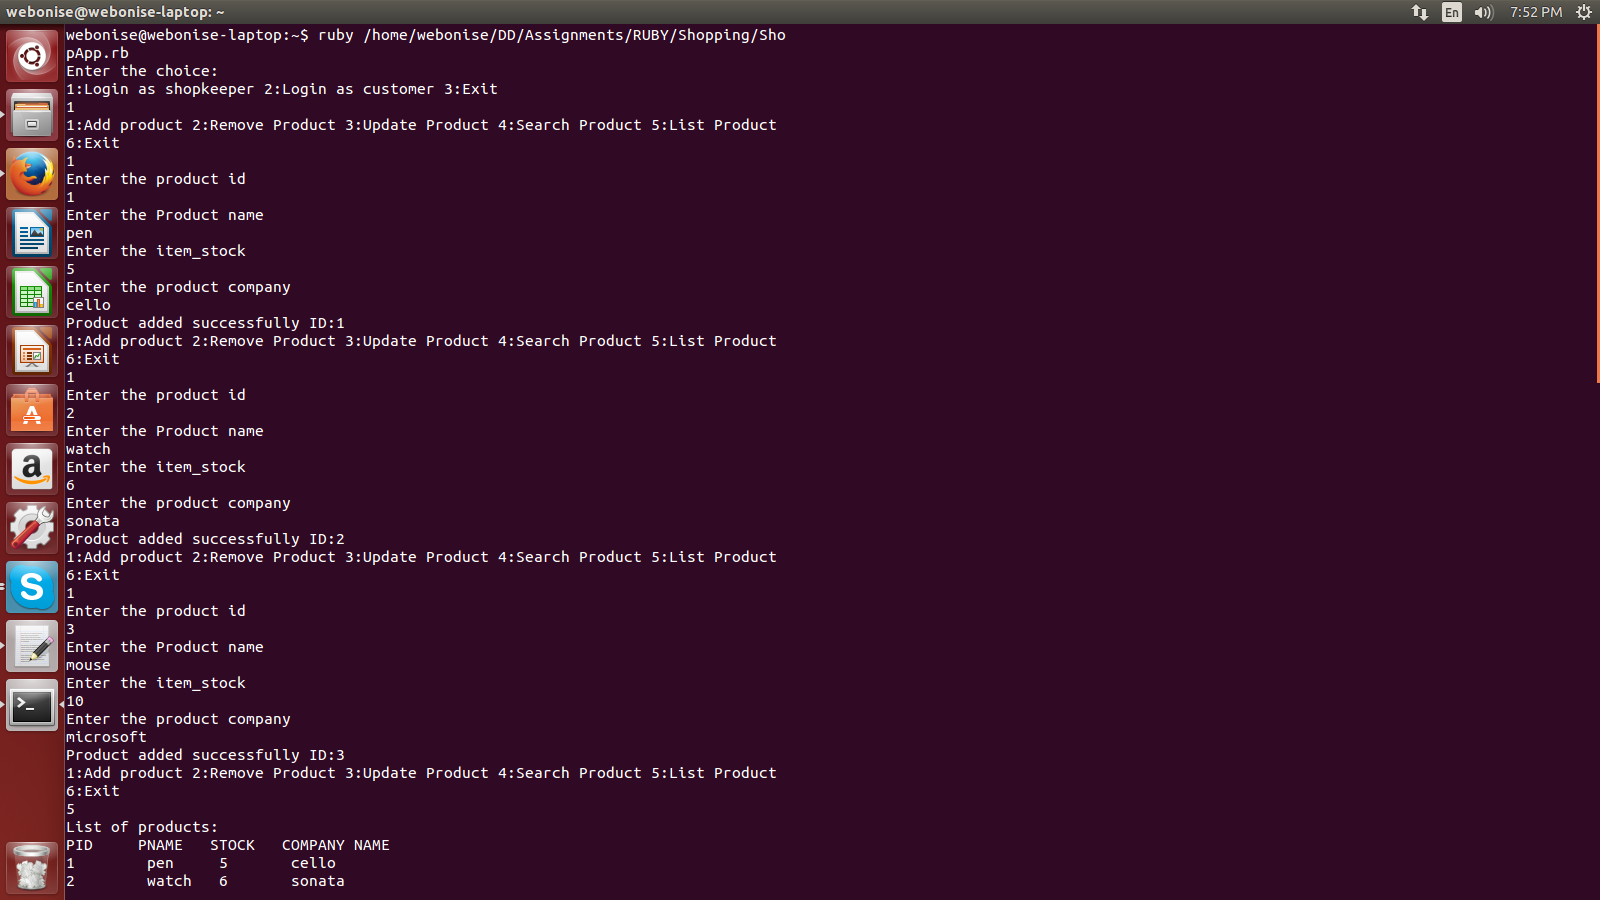 webonise@webonise-laptop: ~
En
7:52 PM
webonise@webonise-laptop:~$ ruby /home/webonise/DD/Assignments/RUBY/Shopping/Sho
pApp.rb
Enter the choice:
1:Login as shopkeeper 2:Login as customer 3:Exit
1
1:Add product 2:Remove Product 3:Update Product 4:Search Product 5:List Product
6:Exit
1
Enter the product id
1
Enter the Product name
pen
Enter the item_stock
5
Enter the product company
cello
Product added successfully ID:1
1:Add product 2:Remove Product 3:Update Product 4:Search Product 5:List Product
6:Exit
1
Enter the product id
2
Enter the Product name
watch
Enter the item_stock
6
Enter the product company
sonata
Product added successfully ID:2
1:Add product 2:Remove Product 3:Update Product 4:Search Product 5:List Product
6:Exit
1
Enter the product id
3
Enter the Product name
mouse
Enter the item_stock
10
Enter the product company
microsoft
Product added successfully ID:3
1:Add product 2:Remove Product 3:Update Product 4:Search Product 5:List Product
6:Exit
5
List of products:
PID     PNAME   STOCK   COMPANY NAME
1        pen     5       cello
2        watch   6       sonata